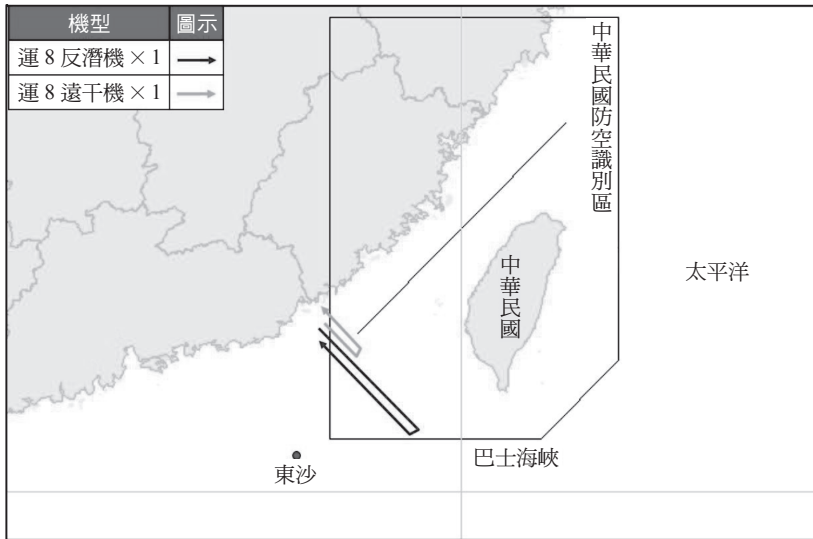 機型 圖示
運8反潛機×1
運8遠干機×1
中華民國防空識別區
中華民國
太平洋
巴士海峽
東沙